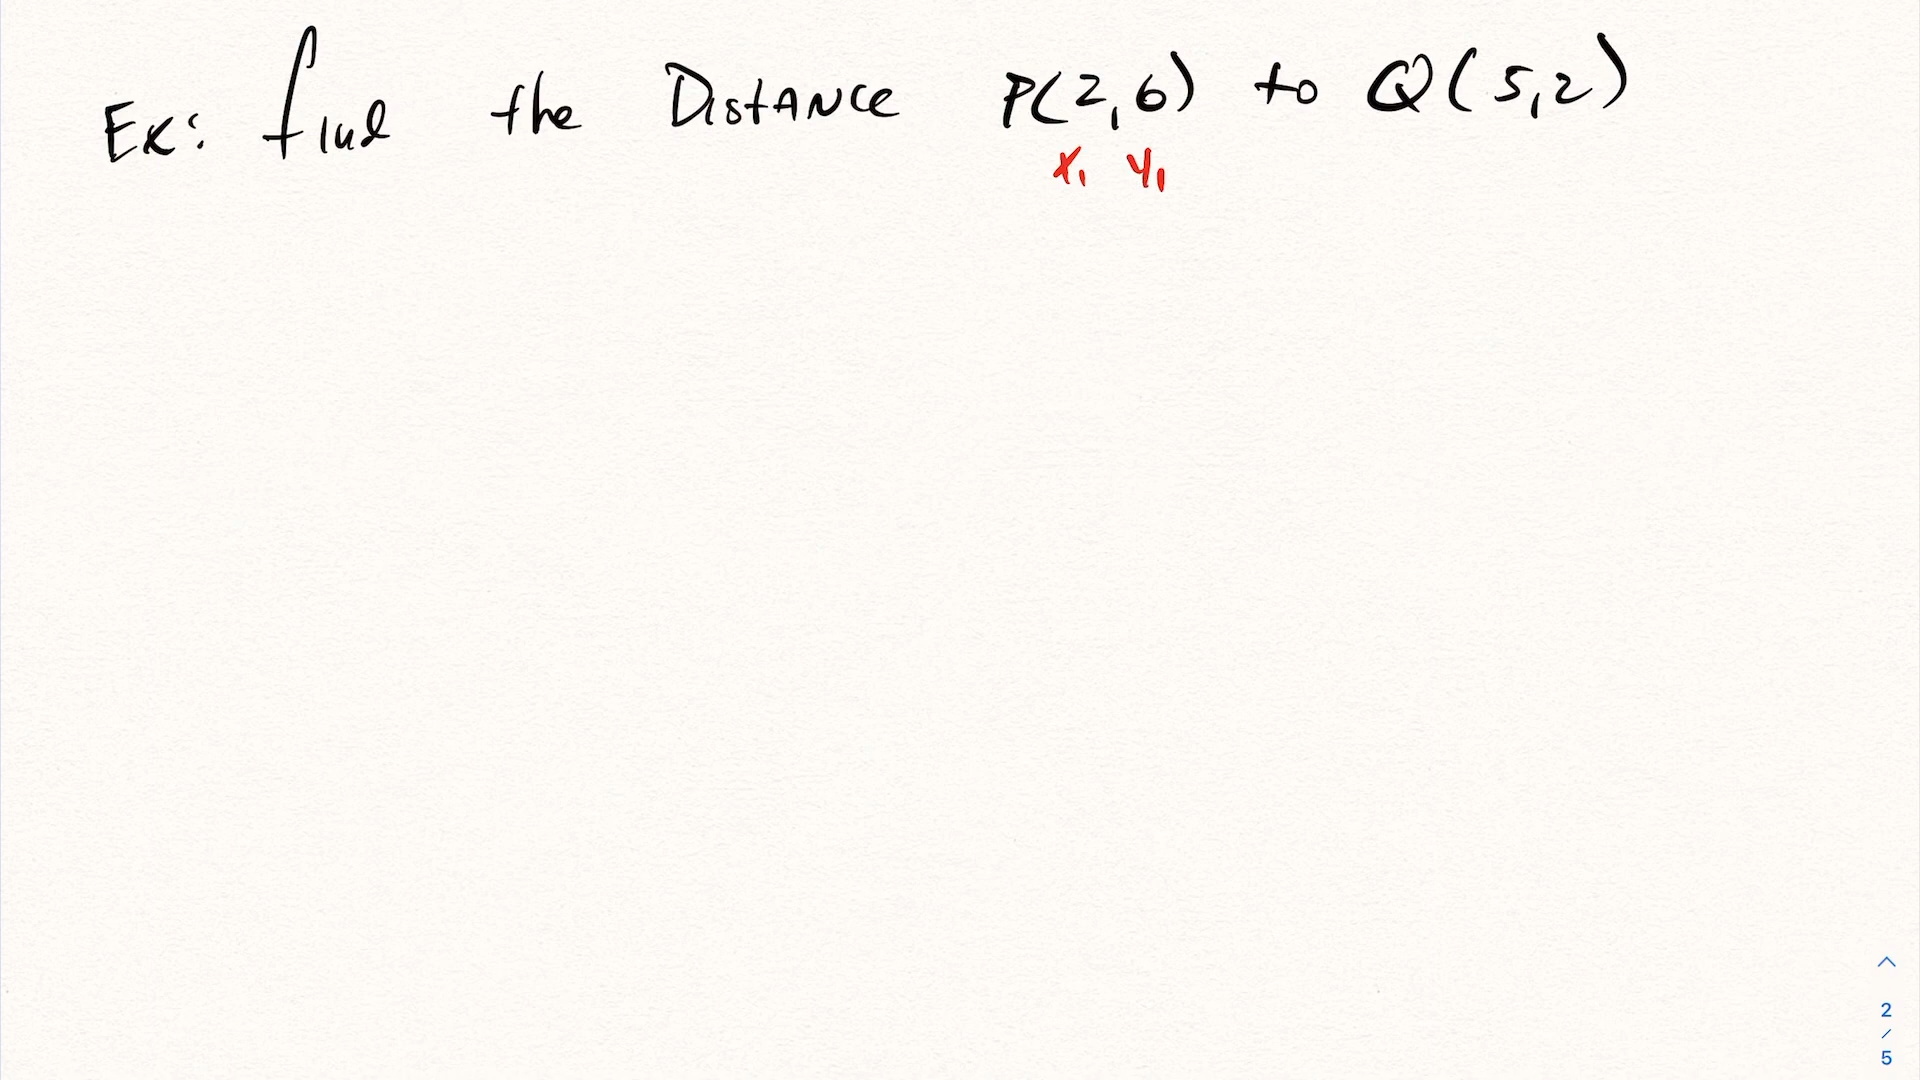 Ex: find the Distance P(2,6) to Q(5,2)
x₁ y₁
2
/
5